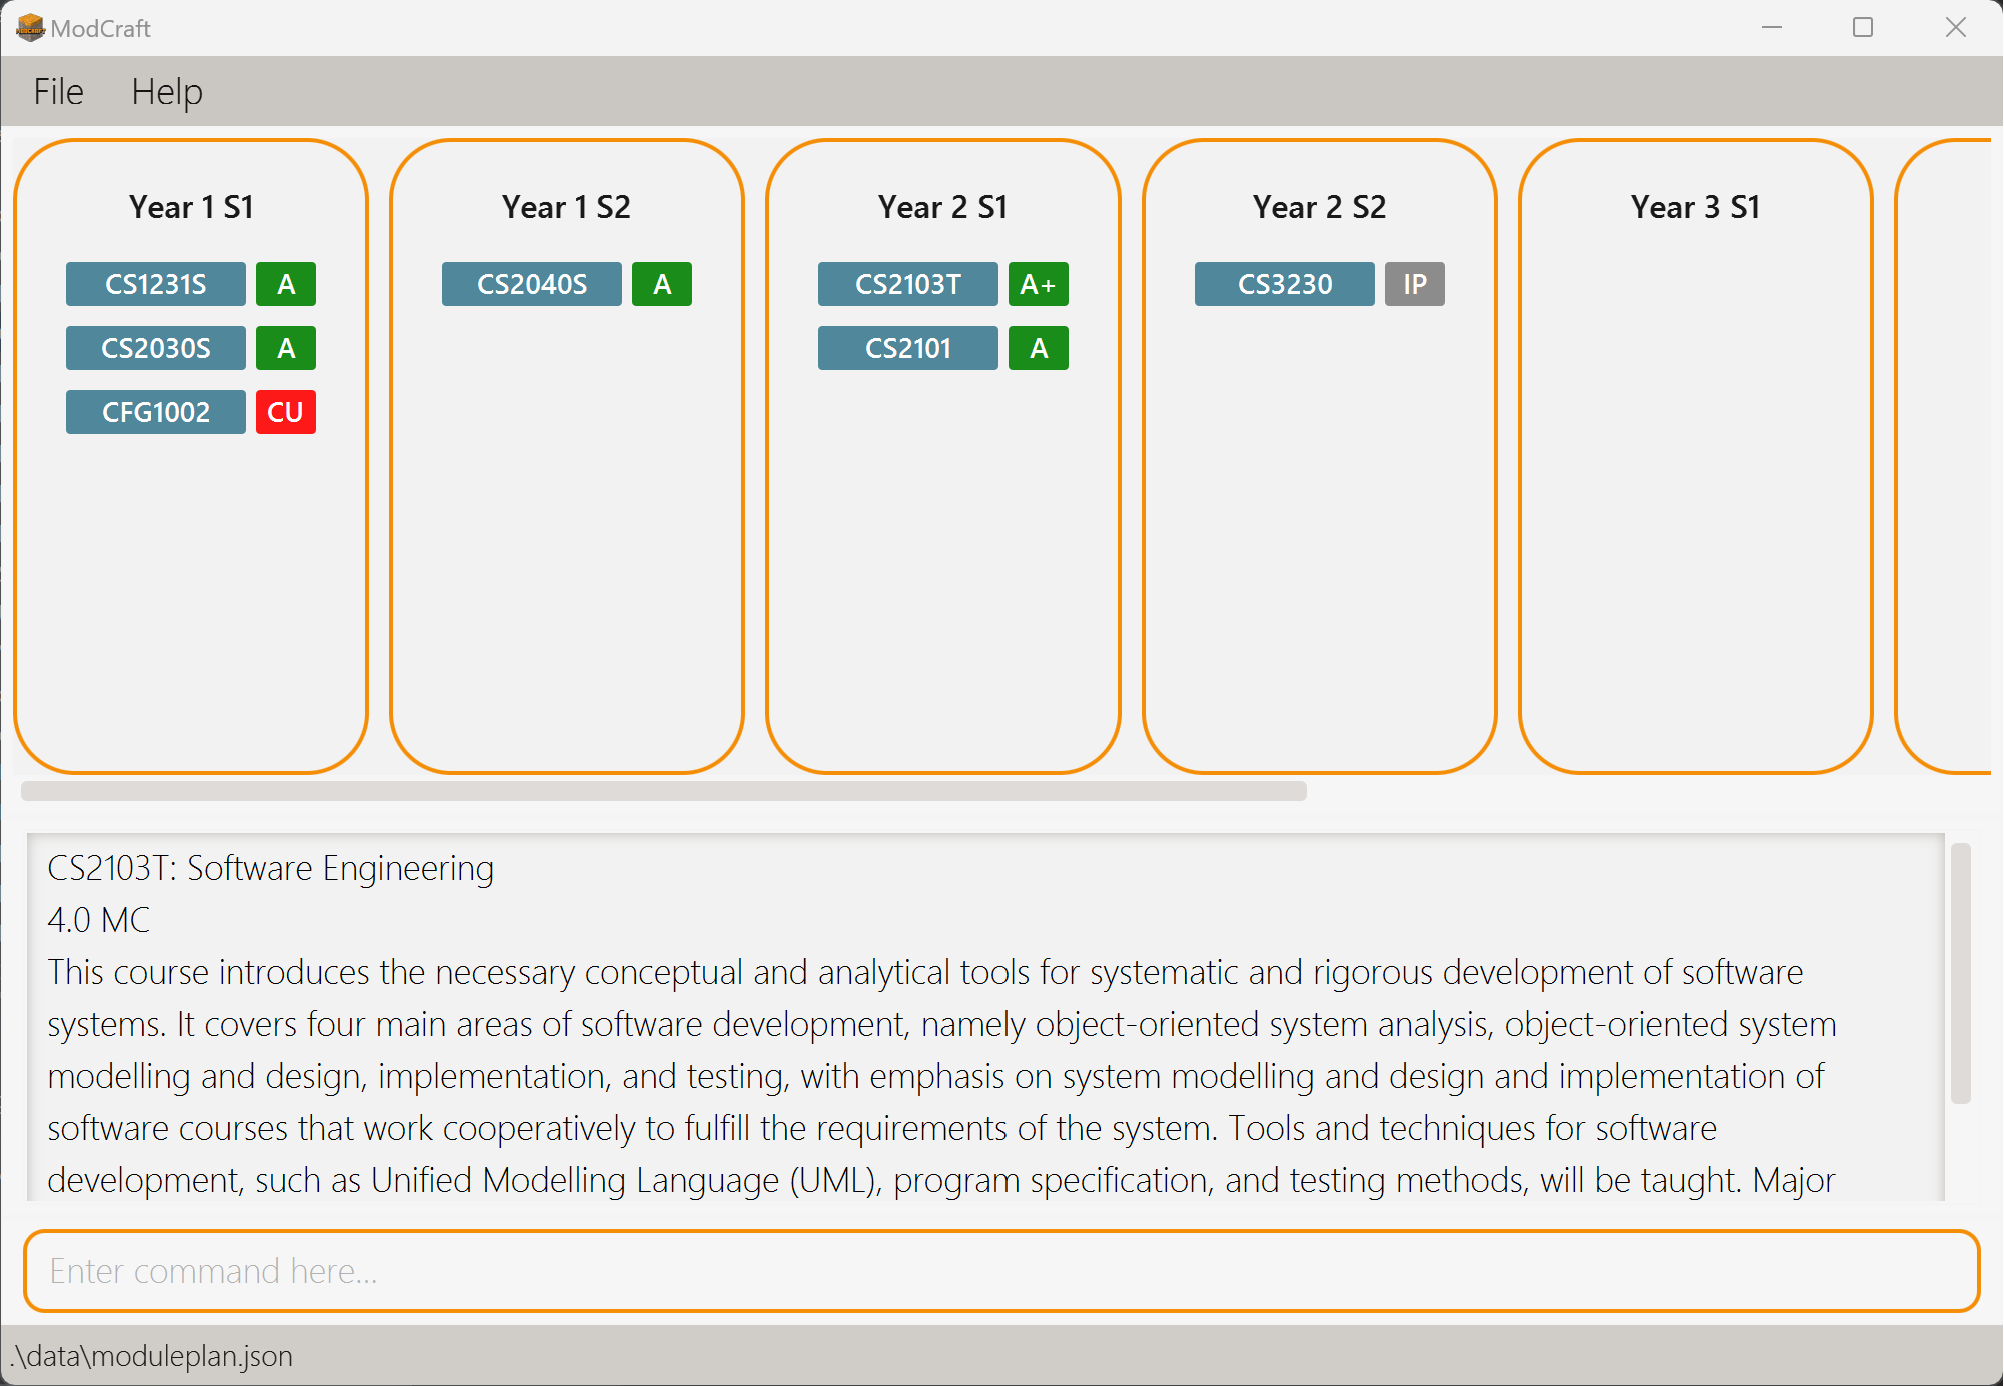 ModCraft
File Help
Year 1 S1
CS1231S A
CS2030S A
CFG1002 CU
Year 1 S2
CS2040S A
Year 2 S1
CS2103T A+
CS2101 A
Year 2 S2
CS3230 IP
Year 3 S1
CS2103T: Software Engineering
4.0 MC
This course introduces the necessary conceptual and analytical tools for systematic and rigorous development of software
systems. It covers four main areas of software development, namely object-oriented system analysis, object-oriented system
modelling and design, implementation, and testing, with emphasis on system modelling and design and implementation of
software courses that work cooperatively to fulfill the requirements of the system. Tools and techniques for software
development, such as Unified Modelling Language (UML), program specification, and testing methods, will be taught. Major
Enter command here...
.\data\moduleplan.json